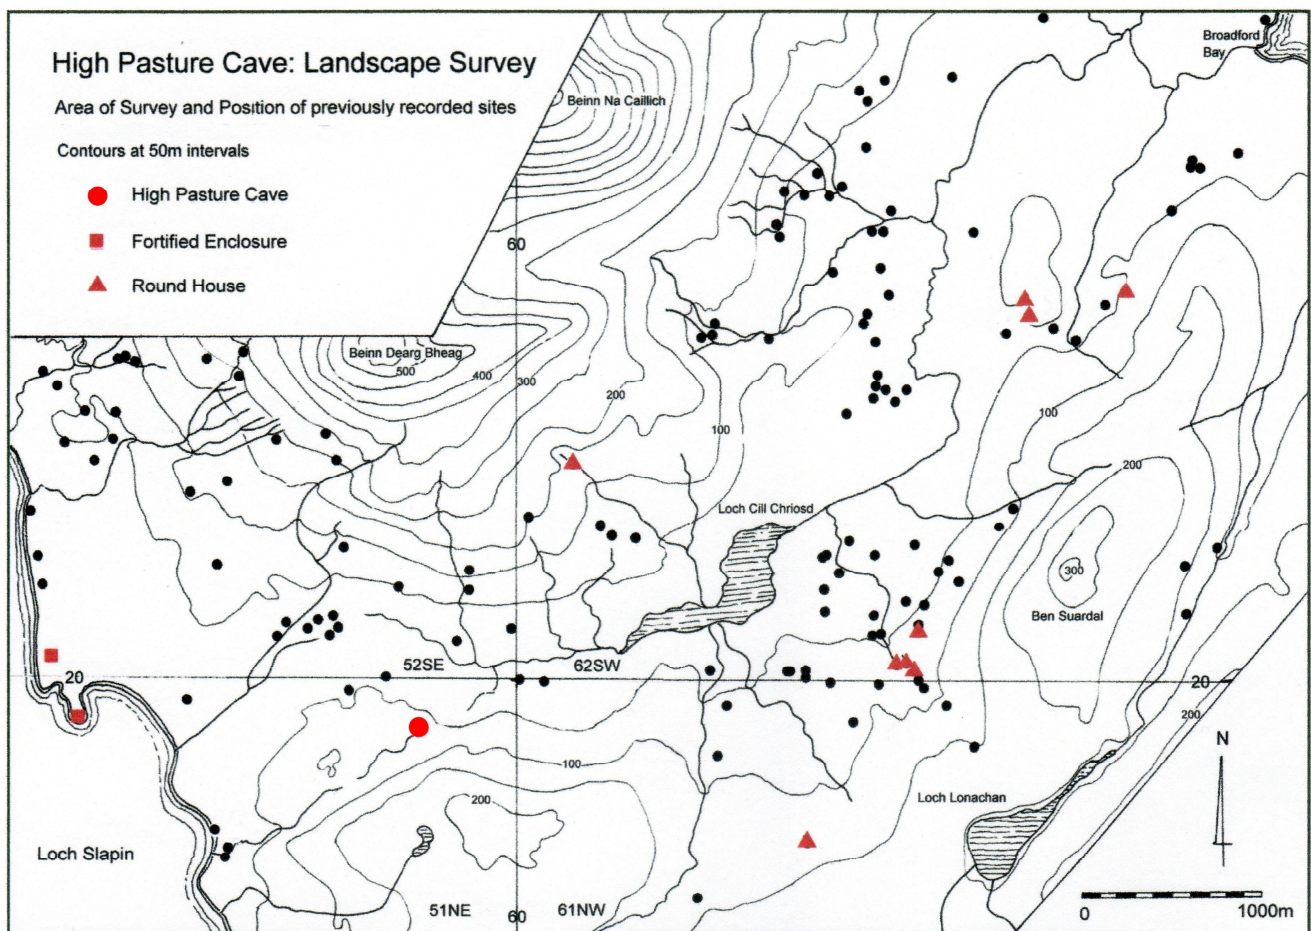 High Pasture Cave: Landscape Survey
Area of Survey and Position of previously recorded sites
Contours at 50m intervals
High Pasture Cave
Fortified Enclosure
Round House
Broadford
Bay
Beinn Na Caillich
60
Beinn Dearg Bheag
500
400
300
200
100
100
200
Loch Cill Chriosd
300
Ben Suardal
52SE
62SW
20
20
200
N
100
200
Loch Lonachan
Loch Slapin
51NE
60
61NW
0
1000m